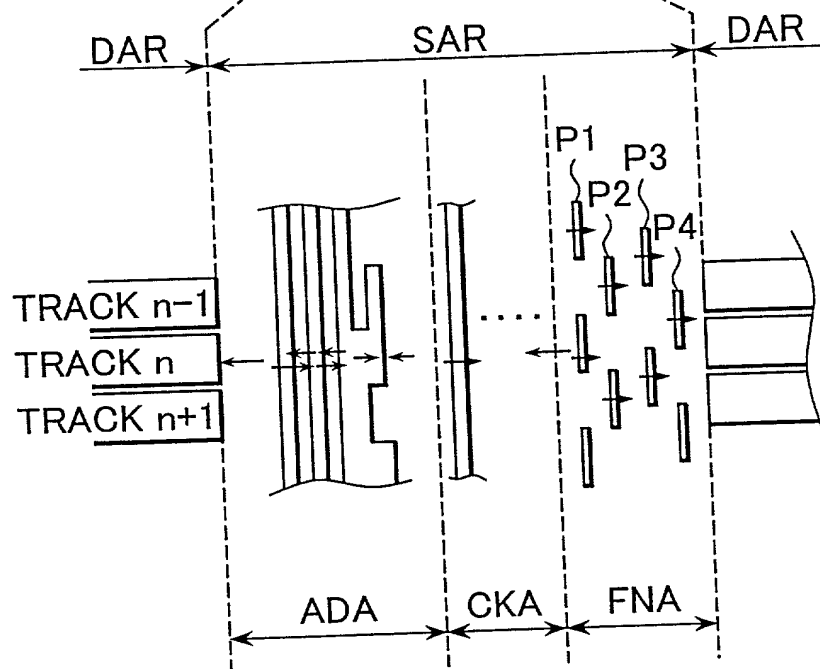 DAR SAR DAR
P1
P3
P2
P4
TRACK n-1
TRACK n
TRACK n+1
ADA CKA FNA